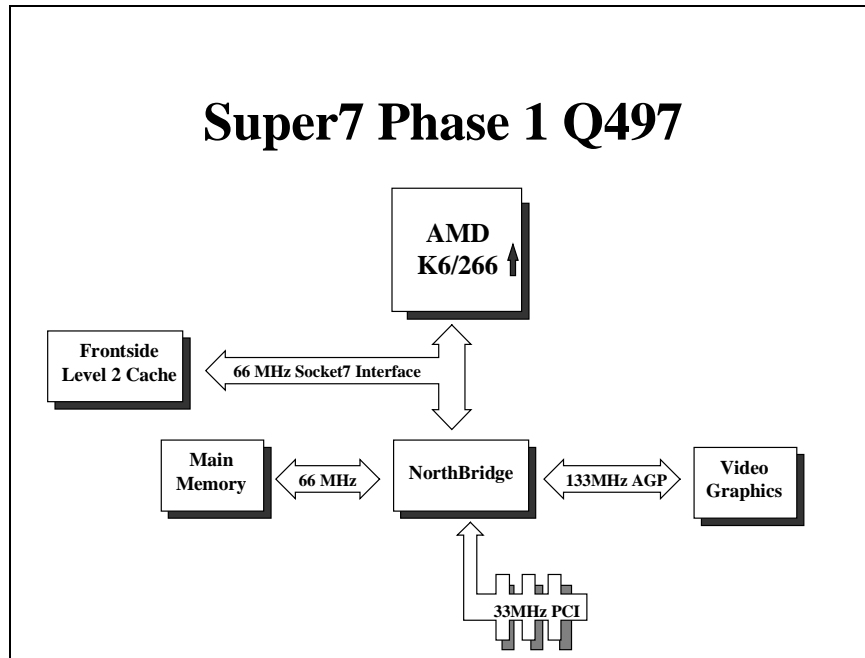 Super7 Phase 1 Q497
AMD
K6/266
Frontside
Level 2 Cache
66 MHz Socket7 Interface
Main
Memory
66 MHz
NorthBridge
133MHz AGP
Video
Graphics
33MHz PCI